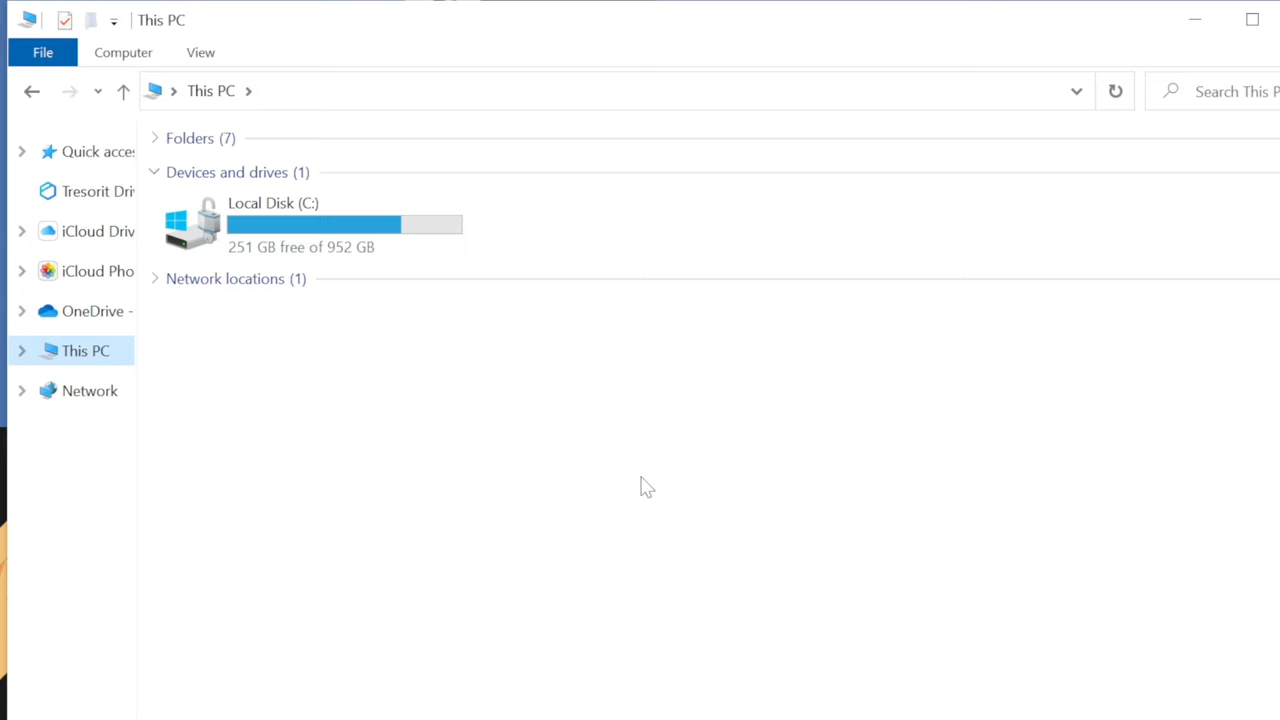 This PC
File Computer View
This PC
Search This P
Quick acces
Tresorit Driv
iCloud Driv
iCloud Pho
OneDrive -
This PC
Network
Folders (7)
Devices and drives (1)
Local Disk (C:)
251 GB free of 952 GB
Network locations (1)